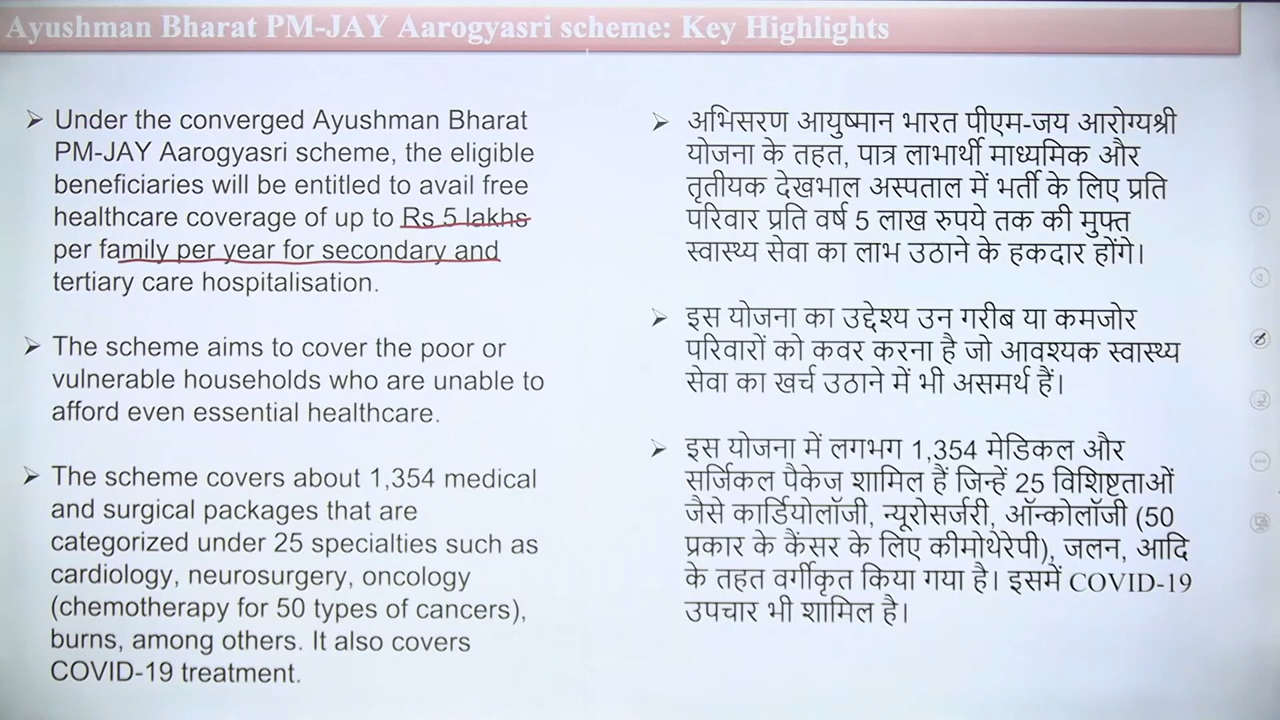 Ayushman Bharat PM-JAY Aarogyasri scheme: Key Highlights
➢ Under the converged Ayushman Bharat
PM-JAY Aarogyasri scheme, the eligible
beneficiaries will be entitled to avail free
healthcare coverage of up to Rs 5 lakhs
per family per year for secondary and
tertiary care hospitalisation.
➢ The scheme aims to cover the poor or
vulnerable households who are unable to
afford even essential healthcare.
➢ The scheme covers about 1,354 medical
and surgical packages that are
categorized under 25 specialties such as
cardiology, neurosurgery, oncology
(chemotherapy for 50 types of cancers),
burns, among others. It also covers
COVID-19 treatment.
➢ अभिसरण आयुष्मान भारत पीएम-जय आरोग्यश्री
योजना के तहत, पात्र लाभार्थी माध्यमिक और
तृतीयक देखभाल अस्पताल में भर्ती के लिए प्रति
परिवार प्रति वर्ष 5 लाख रुपये तक की मुफ्त
स्वास्थ्य सेवा का लाभ उठाने के हकदार होंगे।
➢ इस योजना का उद्देश्य उन गरीब या कमजोर
परिवारों को कवर करना है जो आवश्यक स्वास्थ्य
सेवा का खर्च उठाने में भी असमर्थ हैं।
➢ इस योजना में लगभग 1,354 मेडिकल और
सर्जिकल पैकेज शामिल हैं जिन्हें 25 विशिष्टताओं
जैसे कार्डियोलॉजी, न्यूरोसर्जरी, ऑन्कोलॉजी (50
प्रकार के कैंसर के लिए कीमोथेरेपी), जलन, आदि
के तहत वर्गीकृत किया गया है। इसमें COVID-19
उपचार भी शामिल है।